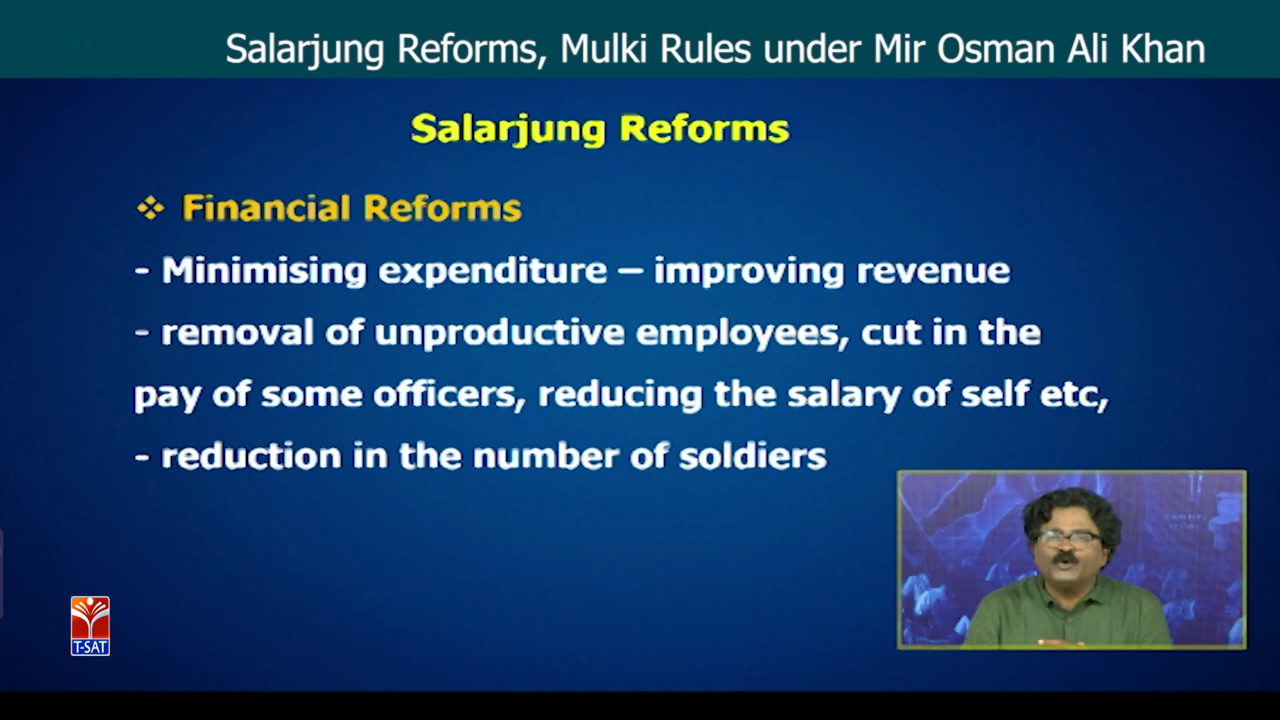 Salarjung Reforms, Mulki Rules under Mir Osman Ali Khan
Salarjung Reforms
❖ Financial Reforms
- Minimising expenditure – improving revenue
- removal of unproductive employees, cut in the
pay of some officers, reducing the salary of self etc,
- reduction in the number of soldiers
T-SAT